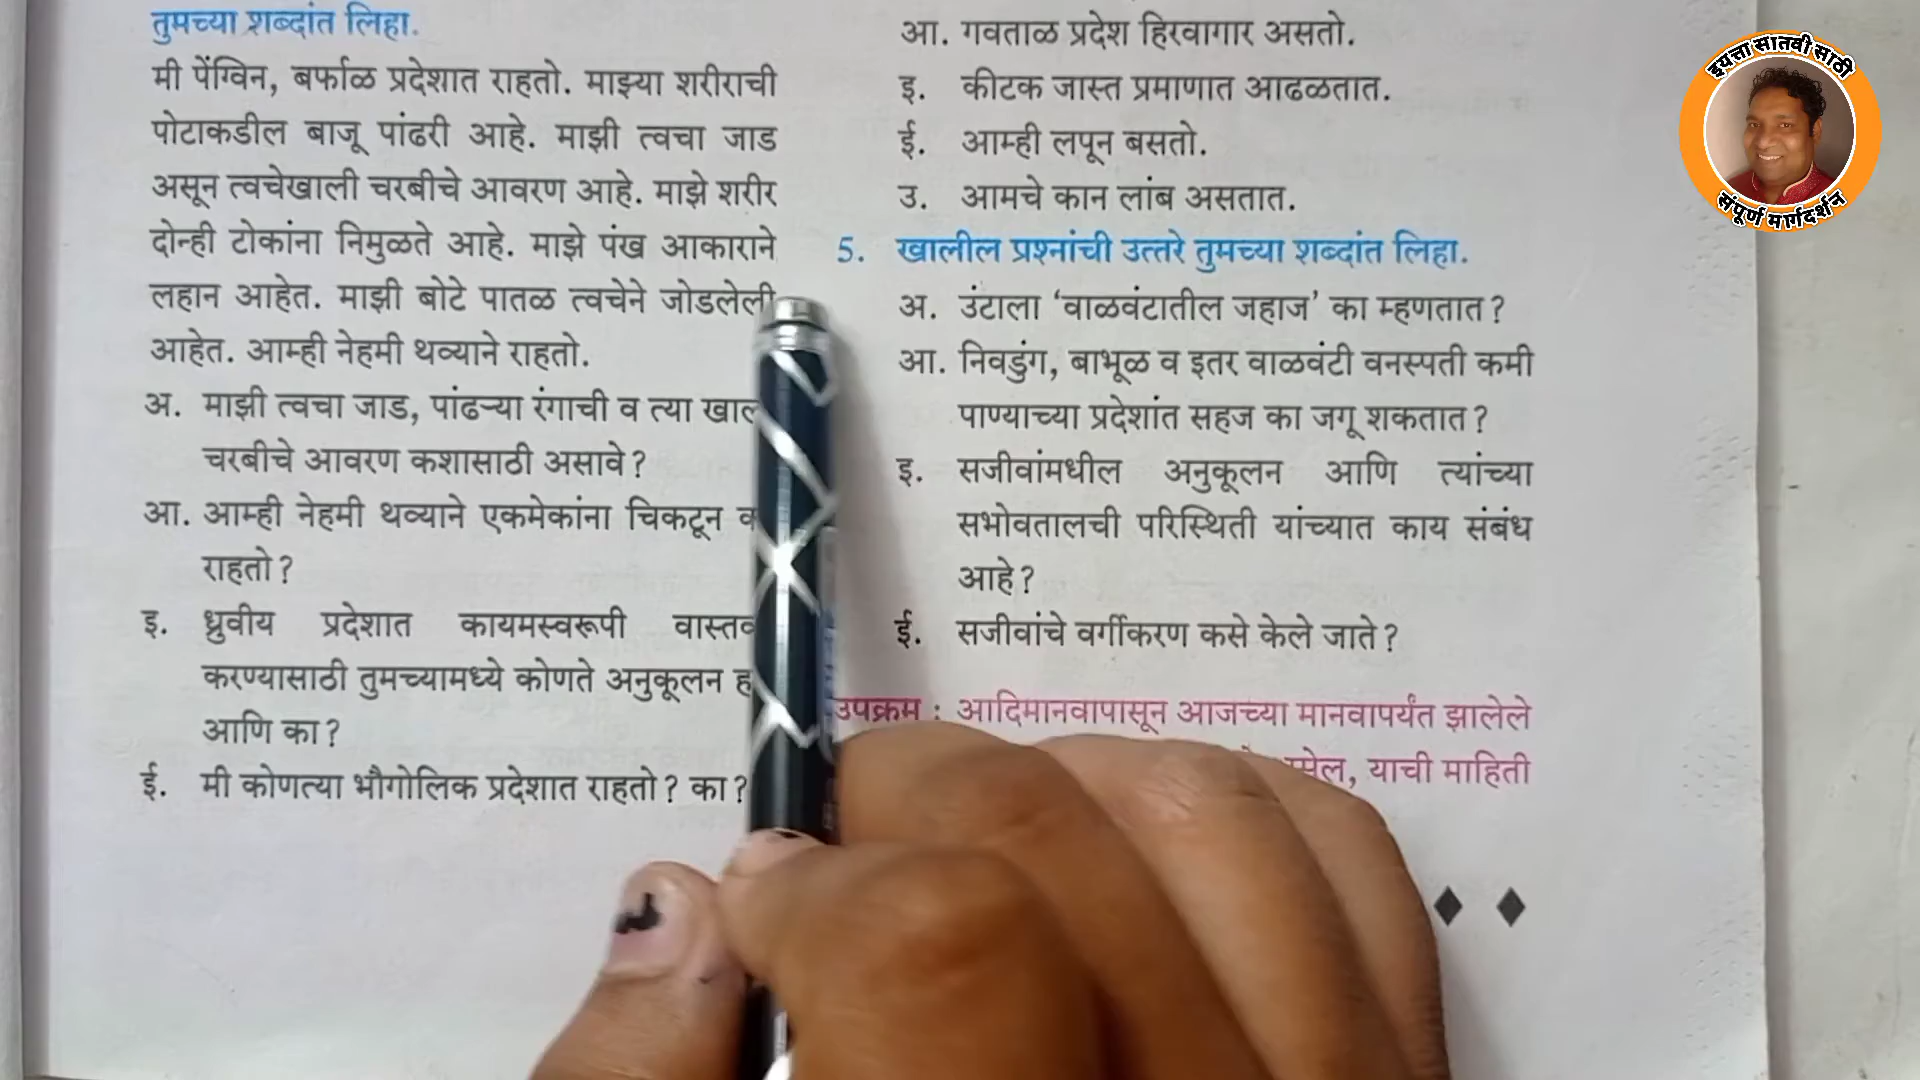 तुमच्या शब्दांत लिहा.
मी पेंग्विन, बर्फाळ प्रदेशात राहतो. माझ्या शरीराची
पोटाकडील बाजू पांढरी आहे. माझी त्वचा जाड
असून त्वचेखाली चरबीचे आवरण आहे. माझे शरीर
दोन्ही टोकांना निमुळते आहे. माझे पंख आकाराने
लहान आहेत. माझी बोटे पातळ त्वचेने जोडलेली
आहेत. आम्ही नेहमी थव्याने राहतो.
अ. माझी त्वचा जाड, पांढऱ्या रंगाची व त्या
चरबीचे आवरण कशासाठी असावे?
आ. आम्ही नेहमी थव्याने एकमेकांना चिकटून
राहतो?
इ. ध्रुवीय प्रदेशात कायमस्वरूपी
करण्यासाठी तुमच्यामध्ये कोणते अनुकूलन
आणि का?
ई. मी कोणत्या भौगोलिक प्रदेशात राहतो? का?
आ. गवताळ प्रदेश हिरवागार असतो.
इ. कीटक जास्त प्रमाणात आढळतात.
ई. आम्ही लपून बसतो.
उ. आमचे कान लांब असतात.
5. खालील प्रश्नांची उत्तरे तुमच्या शब्दांत लिहा.
अ. उंटाला ‘वाळवंटातील जहाज’ का म्हणतात?
आ. निवडुंग, बाभूळ व इतर वाळवंटी वनस्पती कमी
पाण्याच्या प्रदेशांत सहज का जगू शकतात?
इ. सजीवांमधील अनुकूलन आणि त्यांच्या
सभोवतालची परिस्थिती यांच्यात काय संबंध
आहे?
ई. सजीवांचे वर्गीकरण कसे केले जाते?
उपक्रम : आदिमानवापासून आजच्या मानवापर्यंत झालेले
याची माहिती
इयत्ता सातवी साठी
संपूर्ण मार्गदर्शन